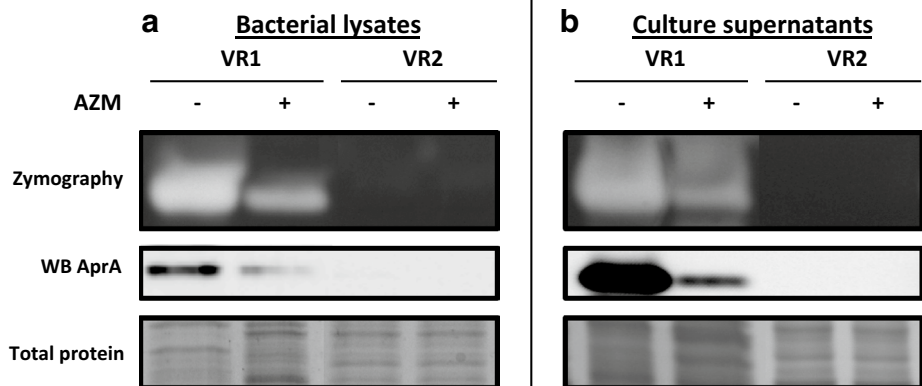 a Bacterial lysates b Culture supernatants
VR1 VR2 VR1 VR2
AZM - + - + - + - +
Zymography
WB AprA
Total protein